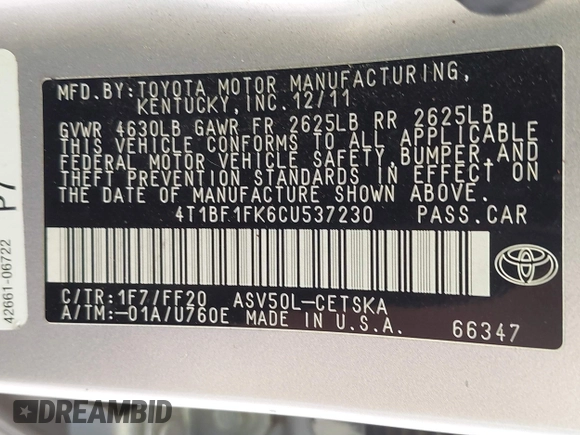 MFD.BY:TOYOTA MOTOR MANUFACTURING,
KENTUCKY,INC.12/11
GVWR 4630LB GAWR FR 2625LB RR 2625LB
THIS VEHICLE CONFORMS TO ALL APPLICABLE
FEDERAL MOTOR VEHICLE SAFETY,BUMPER,AND
THEFT PREVENTION STANDARDS IN EFFECT ON
THE DATE OF MANUFACTURE SHOWN ABOVE.
4T1BF1FK6CU537230 PASS.CAR
C/TR:1F7/FF20 ASV50L-CETSKA
A/TM:-01A/U760E MADE IN U.S.A.
66347
TOYOTA
P7
42661-06722
DREAMBID